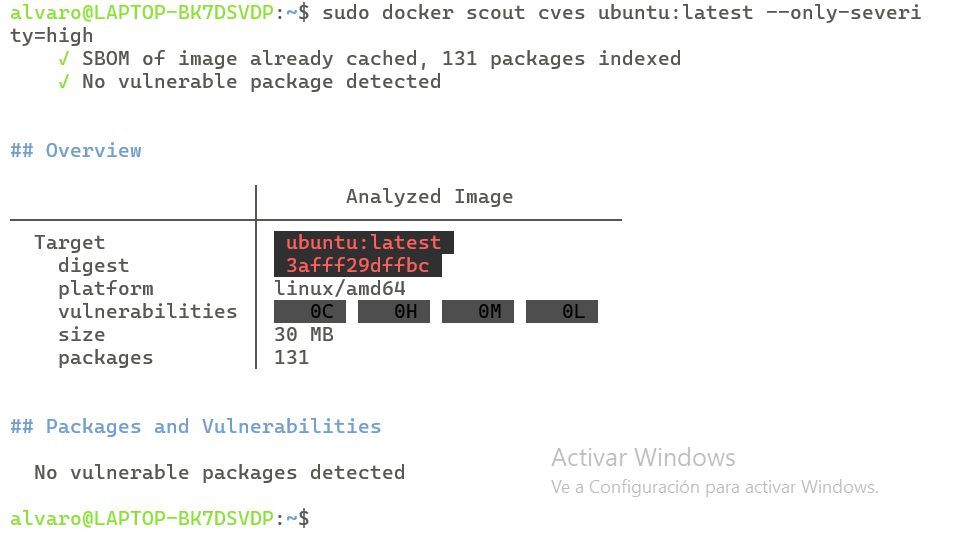 alvaro@LAPTOP-BK7DSVDP:~$ sudo docker scout cves ubuntu:latest --only-severi
ty=high
✓ SBOM of image already cached, 131 packages indexed
✓ No vulnerable package detected
## Overview
Analyzed Image
Target ubuntu:latest
digest 3afff29dffbc
platform linux/amd64
vulnerabilities 0C 0H 0M 0L
size 30 MB
packages 131
## Packages and Vulnerabilities
No vulnerable packages detected
Activar Windows
Ve a Configuración para activar Windows.
alvaro@LAPTOP-BK7DSVDP:~$